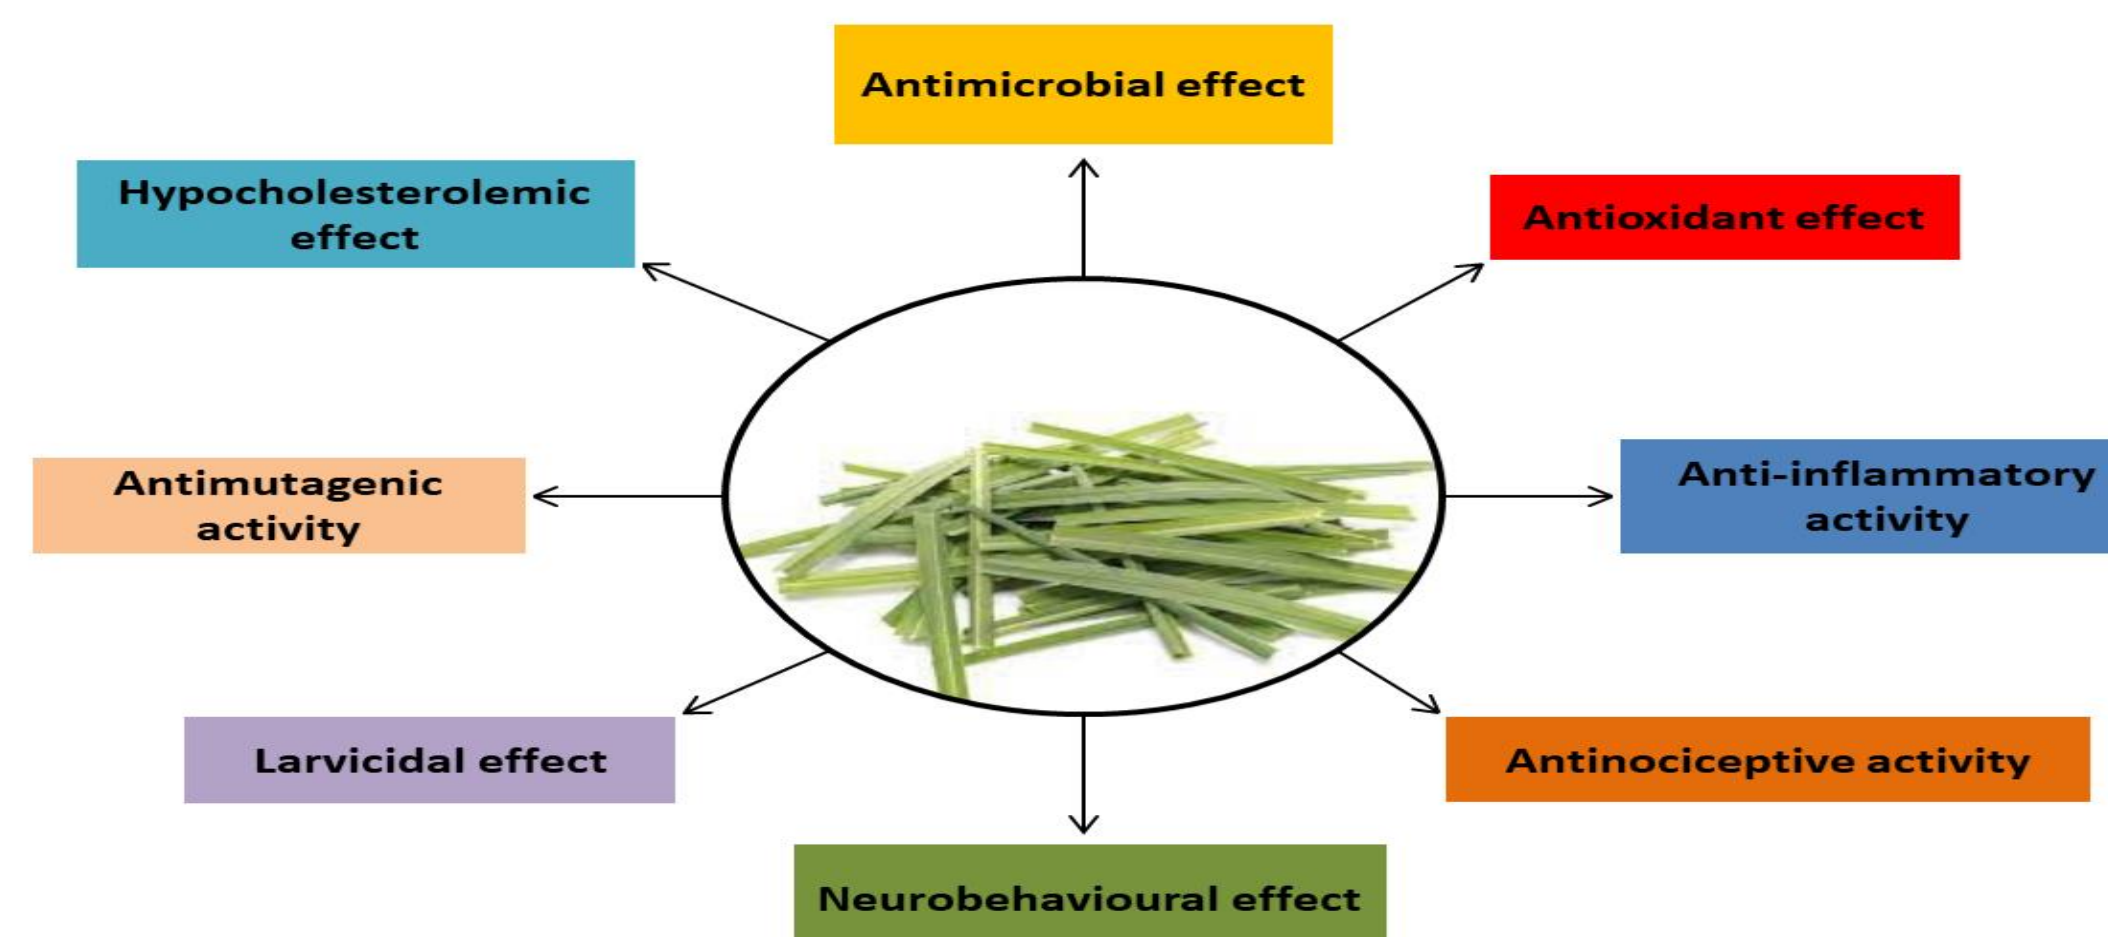 Antimicrobial effect
Hypocholesterolemic
effect
Antioxidant effect
Antimutagenic
activity
Anti-inflammatory
activity
Larvicidal effect
Antinociceptive activity
Neurobehavioural effect